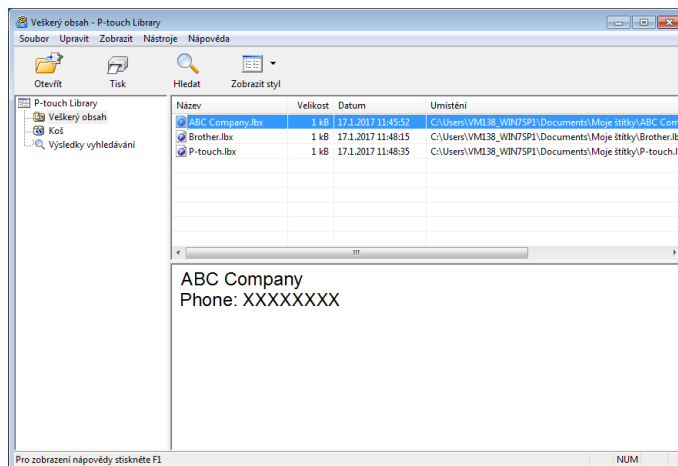 Veškerý obsah - P-touch Library
Soubor Upravit Zobrazit Nástroje Nápověda
Otevřít Tisk Hledat Zobrazit styl
P-touch Library
Veškerý obsah
Koš
Výsledky vyhledávání
Název Velikost Datum Umístění
ABC Company.lbx 1 kB 17.1.2017 11:45:52 C:\Users\VM138_WIN7SP1\Documents\Moje štítky\ABC Com
Brother.lbx 1 kB 17.1.2017 11:48:15 C:\Users\VM138_WIN7SP1\Documents\Moje štítky\Brother.lb
P-touch.lbx 1 kB 17.1.2017 11:48:35 C:\Users\VM138_WIN7SP1\Documents\Moje štítky\P-touch.l
ABC Company
Phone: XXXXXXXX
Pro zobrazení nápovědy stiskněte F1 NUM